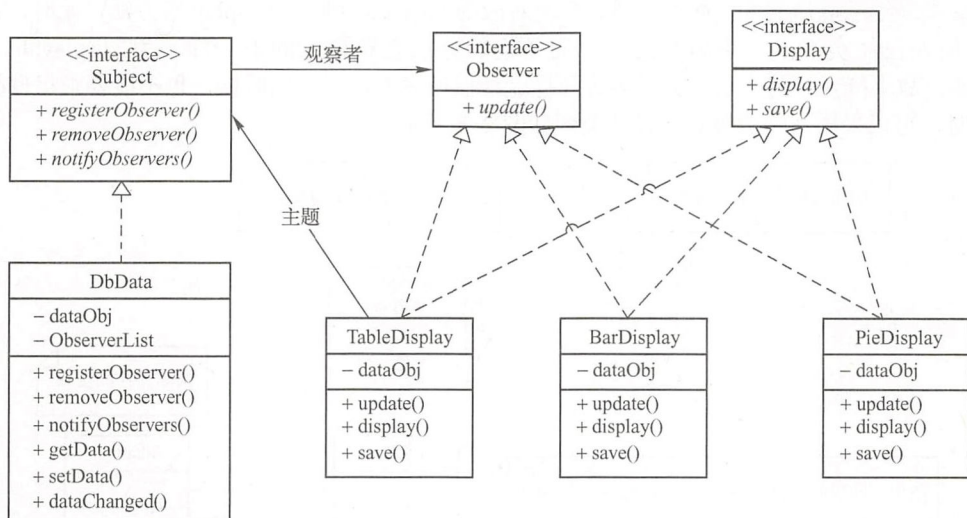 <<interface>>
Subject
+ registerObserver()
+ removeObserver()
+ notifyObservers()
观察者
<<interface>>
Observer
+ update()
<<interface>>
Display
+ display()
+ save()
主题
DbData
– dataObj
– ObserverList
+ registerObserver()
+ removeObserver()
+ notifyObservers()
+ getData()
+ setData()
+ dataChanged()
TableDisplay
– dataObj
+ update()
+ display()
+ save()
BarDisplay
– dataObj
+ update()
+ display()
+ save()
PieDisplay
– dataObj
+ update()
+ display()
+ save()